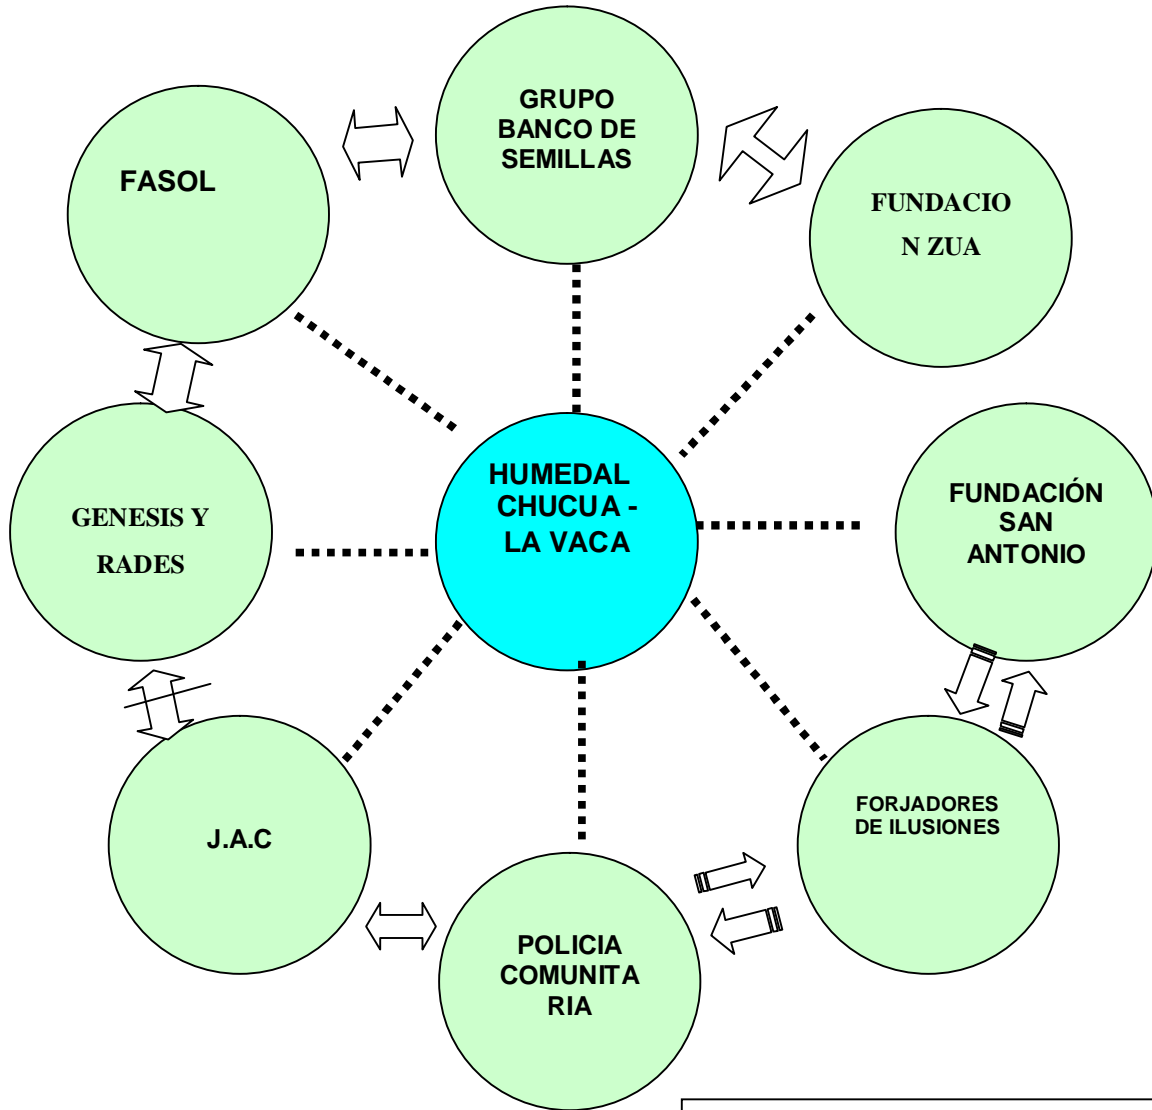 GRUPO
BANCO DE
SEMILLAS
FASOL
FUNDACIO
N ZUA
HUMEDAL
CHUCUA -
LA VACA
FUNDACIÓN
SAN
ANTONIO
GENESIS Y
RADES
FORJADORES
DE ILUSIONES
J.A.C
POLICIA
COMUNITA
RIA